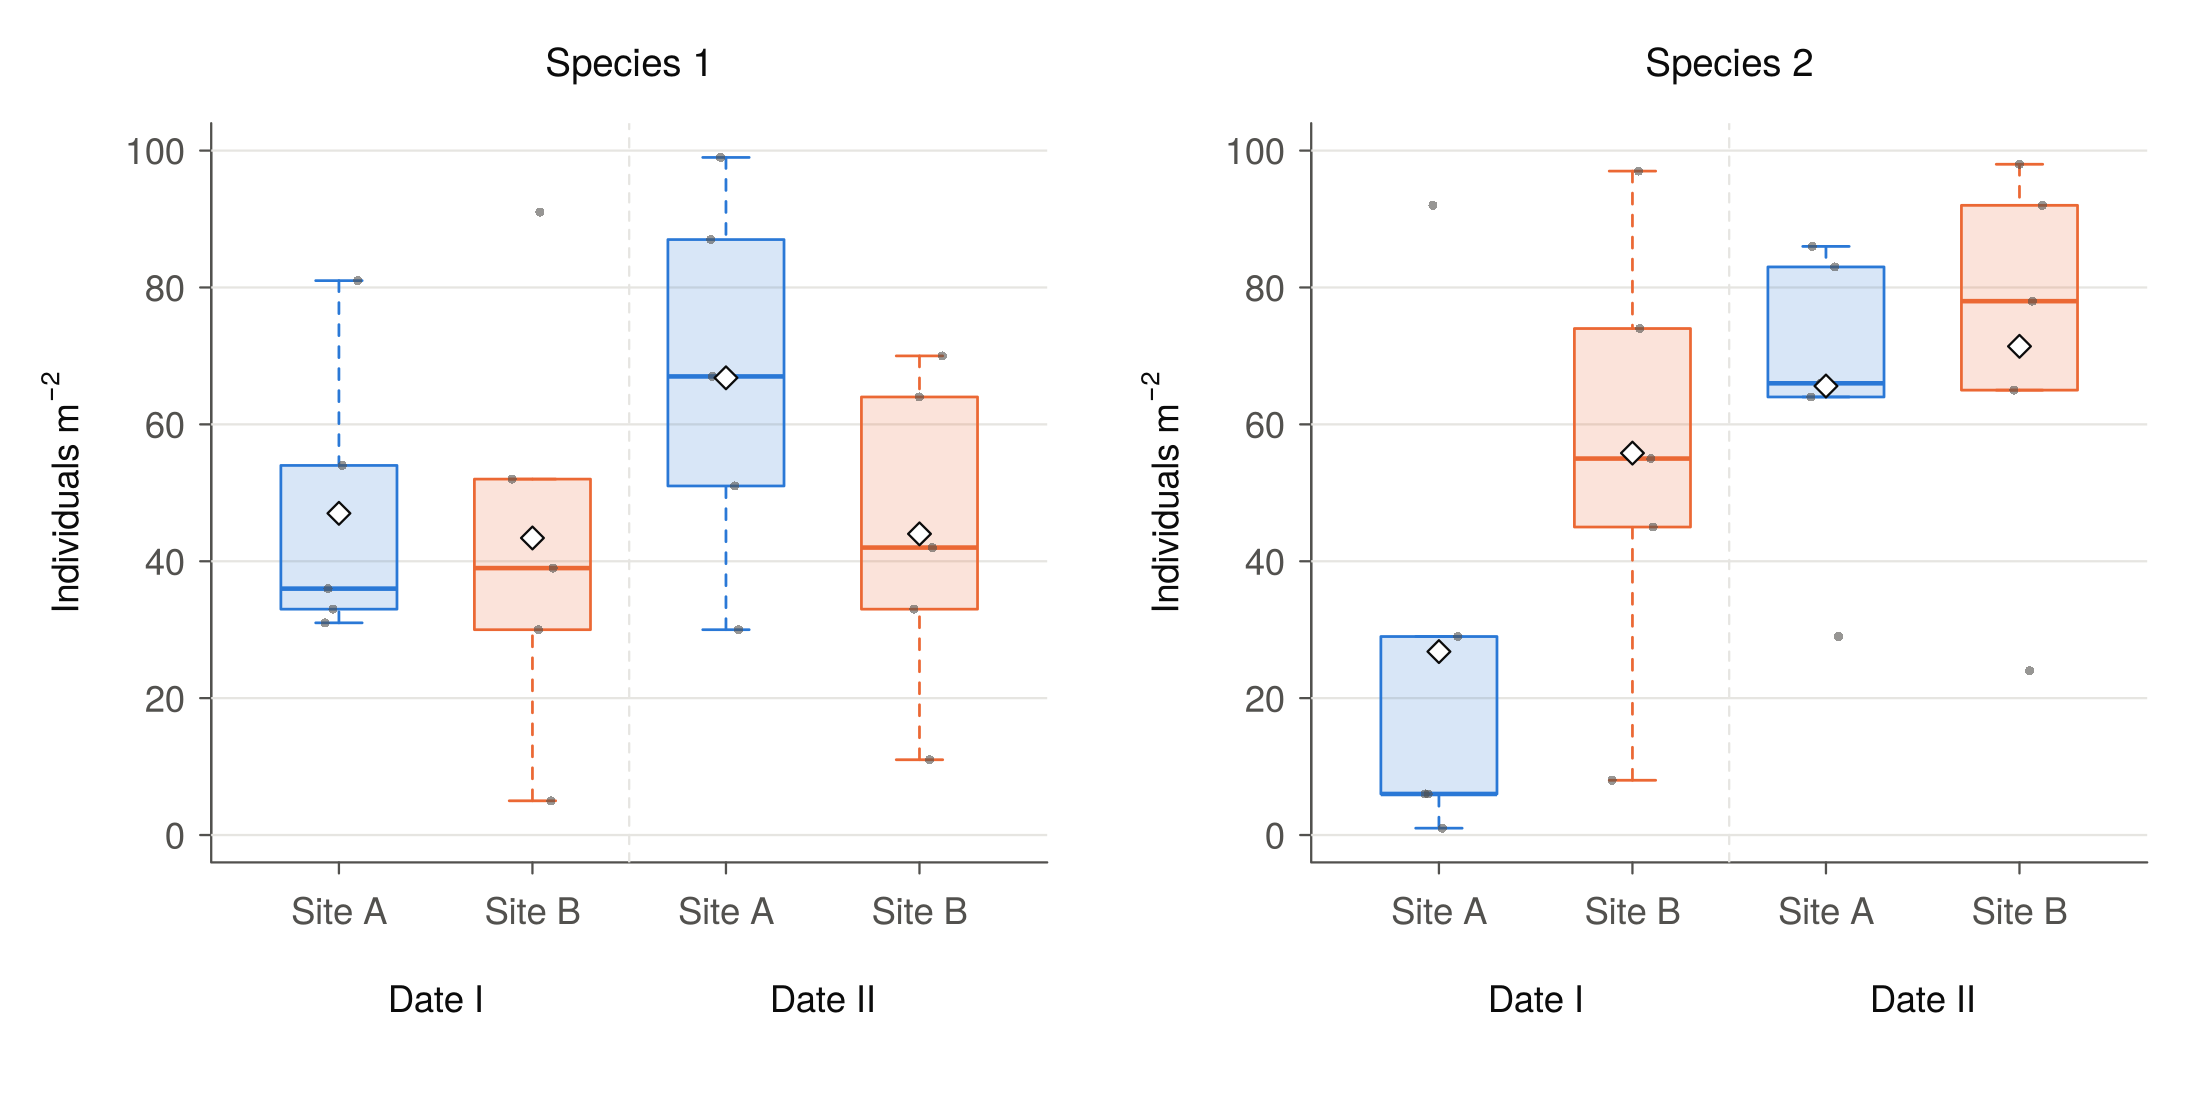 Species 1
Individuals m⁻²
100
80
60
40
20
0
Site A Site B Site A Site B
Date I Date II
Species 2
Individuals m⁻²
100
80
60
40
20
0
Site A Site B Site A Site B
Date I Date II